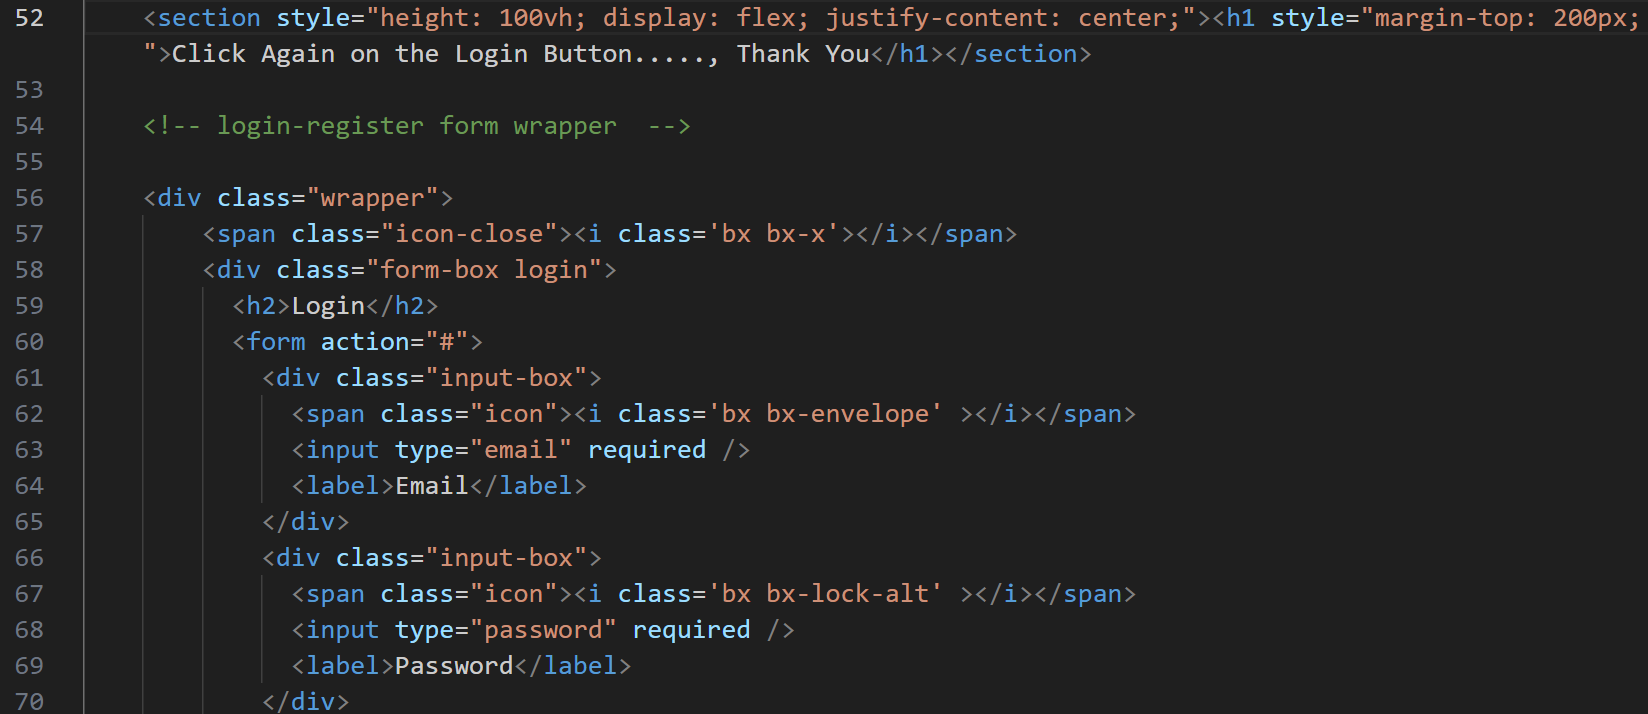 52 <section style="height: 100vh; display: flex; justify-content: center;"><h1 style="margin-top: 200px;
">Click Again on the Login Button....., Thank You</h1></section>
53
54 <!-- login-register form wrapper  -->
55
56 <div class="wrapper">
57 <span class="icon-close"><i class='bx bx-x'></i></span>
58 <div class="form-box login">
59 <h2>Login</h2>
60 <form action="#">
61 <div class="input-box">
62 <span class="icon"><i class='bx bx-envelope' ></i></span>
63 <input type="email" required />
64 <label>Email</label>
65 </div>
66 <div class="input-box">
67 <span class="icon"><i class='bx bx-lock-alt' ></i></span>
68 <input type="password" required />
69 <label>Password</label>
70 </div>